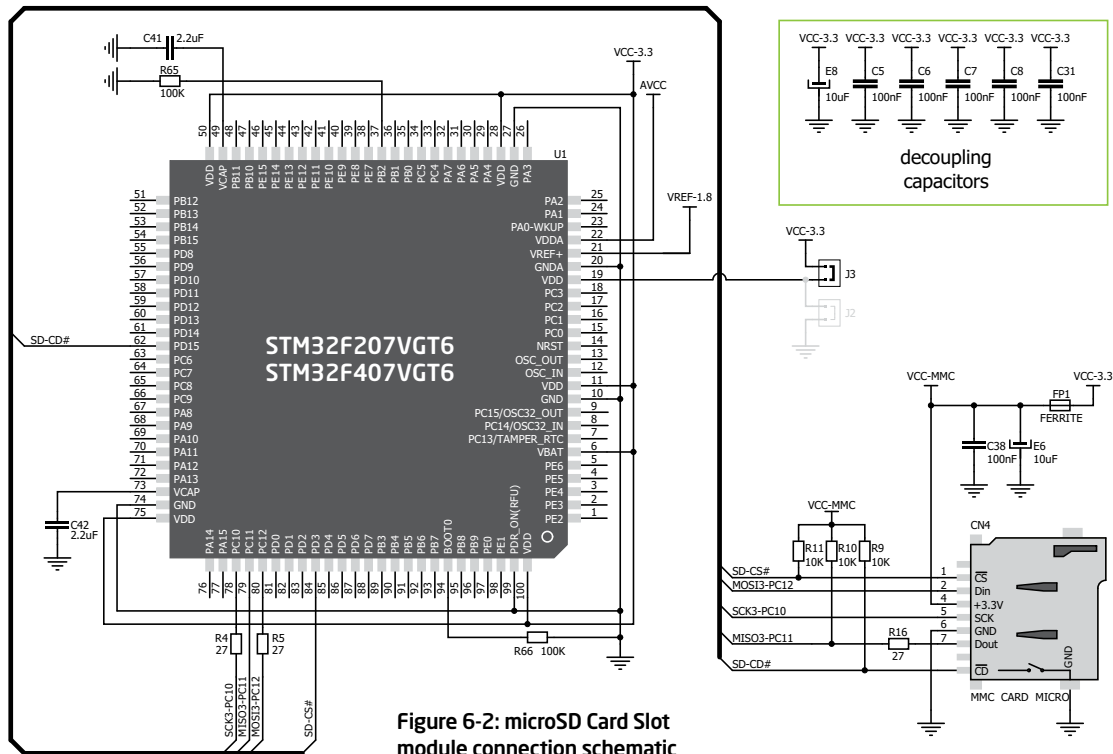 C41
2.2uF
R65
100K
VCC-3.3
AVCC
VREF-1.8
50
49
48
47
46
45
44
43
42
41
40
39
38
37
36
35
34
33
32
31
30
29
28
27
26
VDD
VCAP
PB11
PB10
PE15
PE14
PE13
PE12
PE11
PE10
PE9
PE8
PE7
PB2
PB1
PB0
PC5
PC4
PA7
PA6
PA5
PA4
VDD
GND
PA3
U1
51 PB12
52 PB13
53 PB14
54 PB15
55 PD8
56 PD9
57 PD10
58 PD11
59 PD12
60 PD13
61 PD14
62 PD15
63 PC6
64 PC7
65 PC8
66 PC9
67 PA8
68 PA9
69 PA10
70 PA11
71 PA12
72 PA13
73 VCAP
74 GND
75 VDD
SD-CD#
STM32F207VGT6
STM32F407VGT6
PA2 25
PA1 24
PA0-WKUP 23
VDDA 22
VREF+ 21
GNDA 20
VDD 19
PC3 18
PC2 17
PC1 16
PC0 15
NRST 14
OSC_OUT 13
OSC_IN 12
VDD 11
GND 10
PC15/OSC32_OUT 9
PC14/OSC32_IN 8
PC13/TAMPER_RTC 7
VBAT 6
PE6 5
PE5 4
PE4 3
PE3 2
PE2 1
C42
2.2uF
PA14
PA15
PC10
PC11
PC12
PD0
PD1
PD2
PD3
PD4
PD5
PD6
PD7
PB3
PB4
PB5
PB6
PB7
BOOT0
PB8
PB9
PE0
PE1
PDR_ON(RFU)
VDD
76
77
78
79
80
81
82
83
84
85
86
87
88
89
90
91
92
93
94
95
96
97
98
99
100
R4
27
R5
27
R66 100K
SCK3-PC10
MISO3-PC11
MOSI3-PC12
SD-CS#
VCC-3.3 VCC-3.3 VCC-3.3 VCC-3.3 VCC-3.3 VCC-3.3
E8 C5 C6 C7 C8 C31
10uF 100nF 100nF 100nF 100nF 100nF
decoupling
capacitors
VCC-3.3
J3
J2
VCC-MMC
VCC-3.3
FP1
FERRITE
C38
100nF
E6
10uF
VCC-MMC
R11
10K
R10
10K
R9
10K
CN4
SD-CS#
MOSI3-PC12
SCK3-PC10
MISO3-PC11
SD-CD#
R16
27
1 CS
2 Din
4 +3.3V
5 SCK
6 GND
7 Dout
CD
GND
MMC CARD MICRO
Figure 6-2: microSD Card Slot
module connection schematic